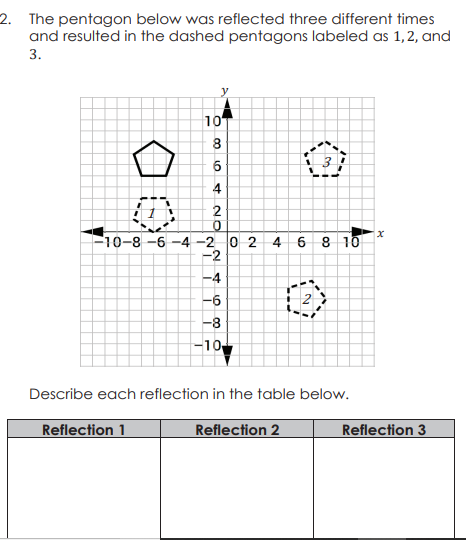 2. The pentagon below was reflected three different times
and resulted in the dashed pentagons labeled as 1, 2, and
3.
y
10
8
6
3
4
2
1
0
x
-10 -8 -6 -4 -2 0 2 4 6 8 10
-2
-4
-6
2
-8
-10
Describe each reflection in the table below.
Reflection 1 Reflection 2 Reflection 3